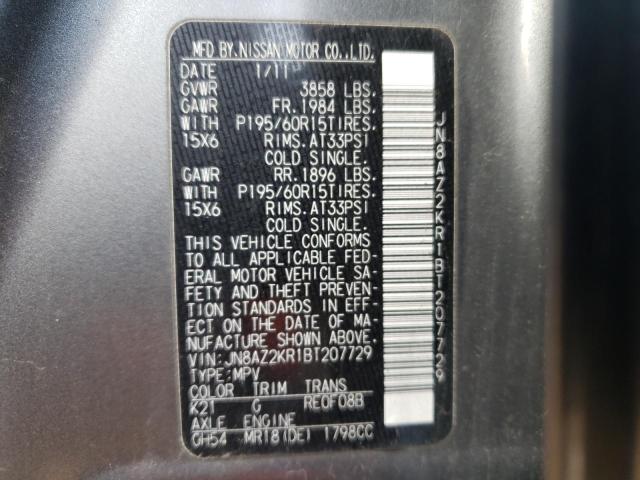 MFD BY. NISSAN MOTOR CO., LTD.
DATE 1/11
GVWR 3858 LBS.
GAWR FR. 1984 LBS.
WITH P195/60R15TIRES.
15X6 RIMS. AT33PSI
COLD SINGLE.
GAWR RR. 1896 LBS.
WITH P195/60R15TIRES.
15X6 RIMS. AT33PSI
COLD SINGLE.
THIS VEHICLE CONFORMS
TO ALL APPLICABLE FED-
ERAL MOTOR VEHICLE SA-
FETY AND THEFT PREVEN-
TION STANDARDS IN EFF-
ECT ON THE DATE OF MA-
NUFACTURE SHOWN ABOVE.
VIN: JN8AZ2KR1BT207729
TYPE: MPV
COLOR TRIM TRANS
K21 G RE0F08B
AXLE ENGINE
GH54 MR18(DE) 1798CC
JN8AZ2KR1BT207729